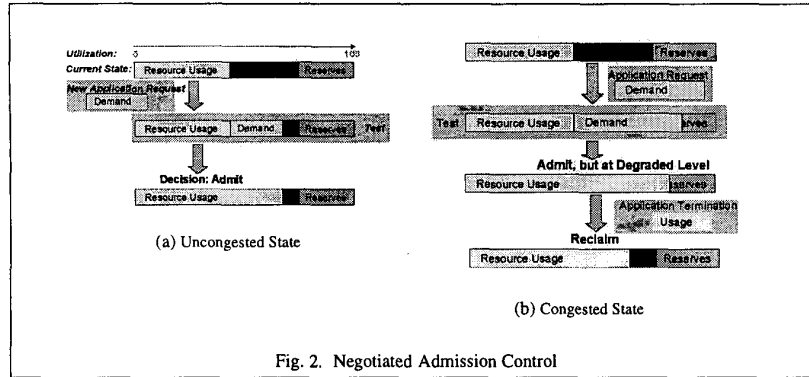 Utilization: 0 100
Current State: Resource Usage Reserves
New Application Request
Demand
Resource Usage Demand Reserves Test
Decision: Admit
Resource Usage Reserves
(a) Uncongested State
Resource Usage Reserves
Application Request
Demand
Test Resource Usage Demand erves
Admit, but at Degraded Level
Resource Usage erves
Application Termination
Usage
Reclaim
Resource Usage Reserves
(b) Congested State
Fig. 2. Negotiated Admission Control